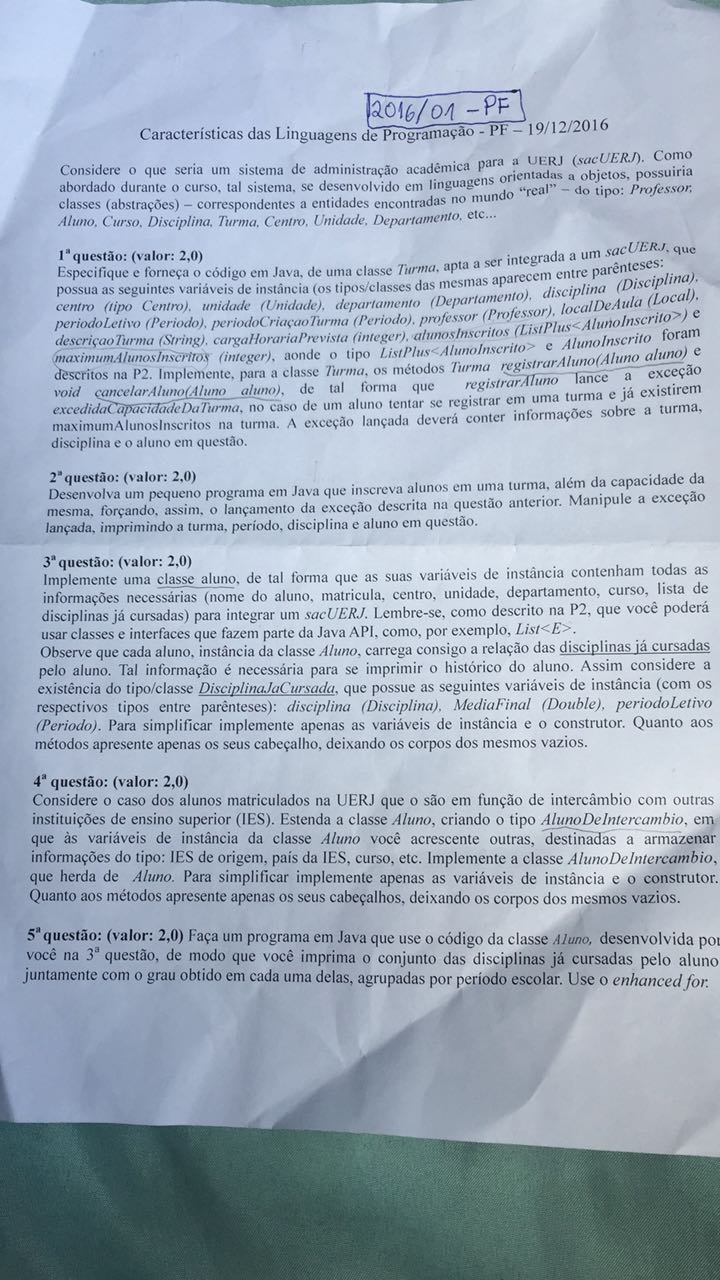 2016/01 - PF
Características das Linguagens de Programação - PF – 19/12/2016
Considere o que seria um sistema de administração acadêmica para a UERJ (sacUERJ). Como
abordado durante o curso, tal sistema, se desenvolvido em linguagens orientadas a objetos, possuiria
classes (abstrações) – correspondentes a entidades encontradas no mundo “real” – do tipo: Professor,
Aluno, Curso, Disciplina, Turma, Centro, Unidade, Departamento, etc...
1ª questão: (valor: 2,0)
Especifique e forneça o código em Java, de uma classe Turma, apta a ser integrada a um sacUERJ, que
possua as seguintes variáveis de instância (os tipos/classes das mesmas aparecem entre parênteses:
centro (tipo Centro), unidade (Unidade), departamento (Departamento), disciplina (Disciplina),
periodoLetivo (Periodo), periodoCriaçaoTurma (Periodo), professor (Professor), localDeAula (Local),
descriçaoTurma (String), cargaHorariaPrevista (integer), alunosInscritos (ListPlus<AlunoInscrito>) e
maximumAlunosInscritos (integer), aonde o tipo ListPlus<AlunoInscrito> e AlunoInscrito foram
descritos na P2. Implemente, para a classe Turma, os métodos Turma registrarAluno(Aluno aluno) e
void cancelarAluno(Aluno aluno), de tal forma que registrarAluno lance a exceção
excedidaCapacidadeDaTurma, no caso de um aluno tentar se registrar em uma turma e já existirem
maximumAlunosInscritos na turma. A exceção lançada deverá conter informações sobre a turma,
disciplina e o aluno em questão.
2ª questão: (valor: 2,0)
Desenvolva um pequeno programa em Java que inscreva alunos em uma turma, além da capacidade da
mesma, forçando, assim, o lançamento da exceção descrita na questão anterior. Manipule a exceção
lançada, imprimindo a turma, período, disciplina e aluno em questão.
3ª questão: (valor: 2,0)
Implemente uma classe aluno, de tal forma que as suas variáveis de instância contenham todas as
informações necessárias (nome do aluno, matricula, centro, unidade, departamento, curso, lista de
disciplinas já cursadas) para integrar um sacUERJ. Lembre-se, como descrito na P2, que você poderá
usar classes e interfaces que fazem parte da Java API, como, por exemplo, List<E>.
Observe que cada aluno, instância da classe Aluno, carrega consigo a relação das disciplinas já cursadas
pelo aluno. Tal informação é necessária para se imprimir o histórico do aluno. Assim considere a
existência do tipo/classe DisciplinaJaCursada, que possue as seguintes variáveis de instância (com os
respectivos tipos entre parênteses): disciplina (Disciplina), MediaFinal (Double), periodoLetivo
(Periodo). Para simplificar implemente apenas as variáveis de instância e o construtor. Quanto aos
métodos apresente apenas os seus cabeçalho, deixando os corpos dos mesmos vazios.
4ª questão: (valor: 2,0)
Considere o caso dos alunos matriculados na UERJ que o são em função de intercâmbio com outras
instituições de ensino superior (IES). Estenda a classe Aluno, criando o tipo AlunoDeIntercambio, em
que às variáveis de instância da classe Aluno você acrescente outras, destinadas a armazenar
informações do tipo: IES de origem, país da IES, curso, etc. Implemente a classe AlunoDeIntercambio,
que herda de Aluno. Para simplificar implemente apenas as variáveis de instância e o construtor.
Quanto aos métodos apresente apenas os seus cabeçalhos, deixando os corpos dos mesmos vazios.
5ª questão: (valor: 2,0) Faça um programa em Java que use o código da classe Aluno, desenvolvida por
você na 3ª questão, de modo que você imprima o conjunto das disciplinas já cursadas pelo aluno
juntamente com o grau obtido em cada uma delas, agrupadas por período escolar. Use o enhanced for.